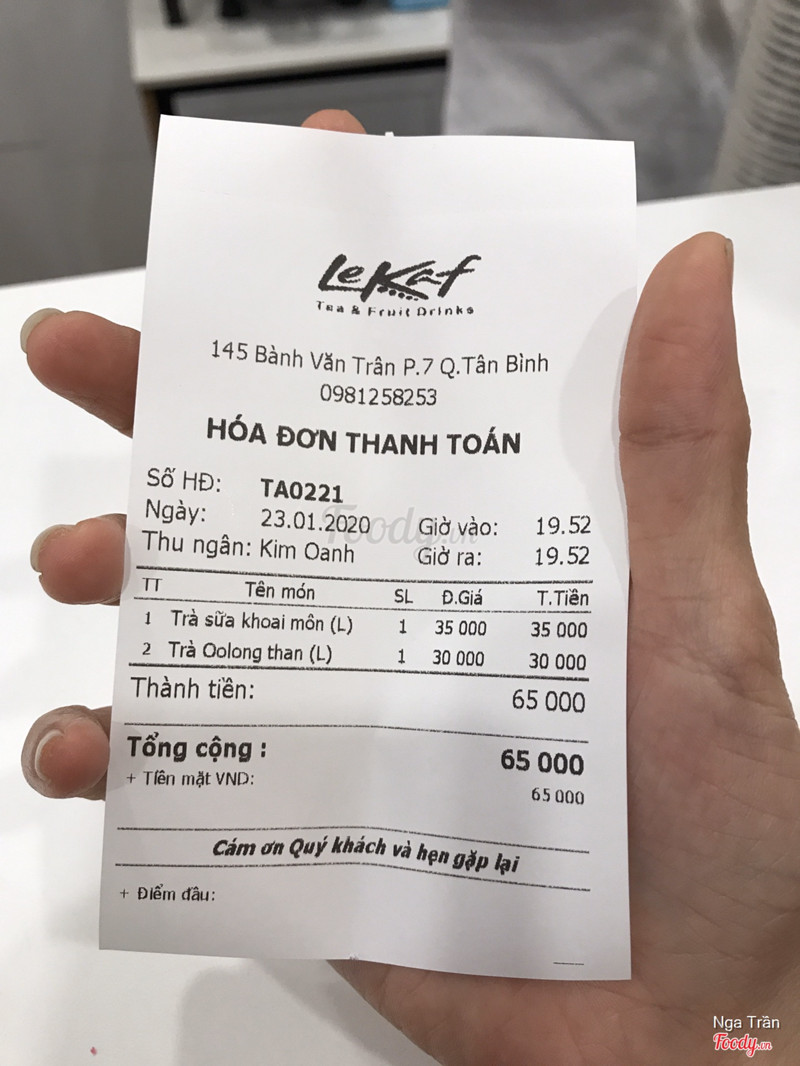 LeKaf
Tea & Fruit Drinks
145 Bành Văn Trân P.7 Q.Tân Bình
0981258253
HÓA ĐƠN THANH TOÁN
Số HĐ: TA0221
Ngày: 23.01.2020 Giờ vào: 19.52
Thu ngân: Kim Oanh Giờ ra: 19.52
TT Tên món SL Đ.Giá T.Tiền
1 Trà sữa khoai môn (L) 1 35 000 35 000
2 Trà Oolong than (L) 1 30 000 30 000
Thành tiền: 65 000
Tổng cộng : 65 000
+ Tiền mặt VND: 65 000
Cám ơn Quý khách và hẹn gặp lại
+ Điểm đầu:
Foody.vn
Nga Trần
Foody.vn